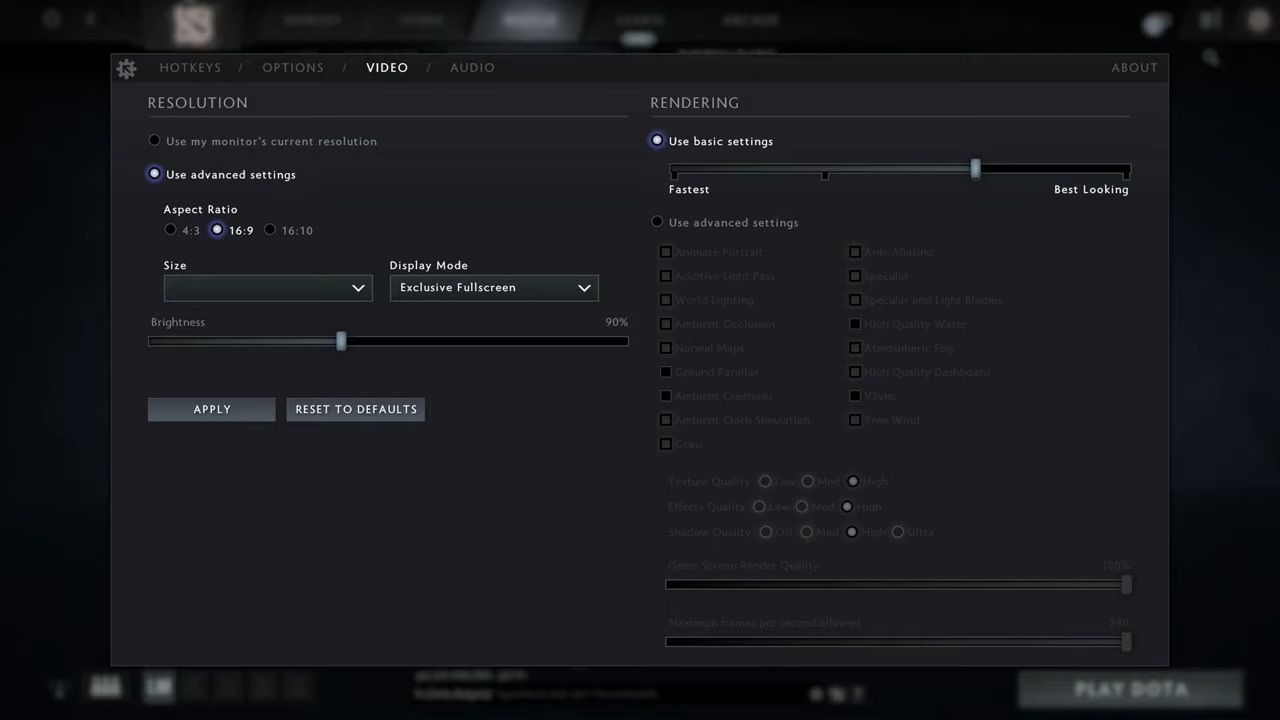 HOTKEYS / OPTIONS / VIDEO / AUDIO
ABOUT
RESOLUTION
Use my monitor's current resolution
Use advanced settings
Aspect Ratio
4:3 16:9 16:10
Size
Display Mode
Exclusive Fullscreen
Brightness 90%
APPLY
RESET TO DEFAULTS
RENDERING
Use basic settings
Fastest Best Looking
Use advanced settings
Animate Portrait
Additive Light Pass
World Lighting
Ambient Occlusion
Normal Maps
Ground Parallax
Ambient Creatures
Ambient Cloth Simulation
Grass
Anti-Aliasing
Specular
Specular and Light Blooms
High Quality Water
Atmospheric Fog
High Quality Dashboard
VSync
Tree Wind
Texture Quality Low Med High
Effects Quality Low Med High
Shadow Quality Off Med High Ultra
Game Screen Render Quality 100%
Maximum frames per second allowed 240
PLAY DOTA